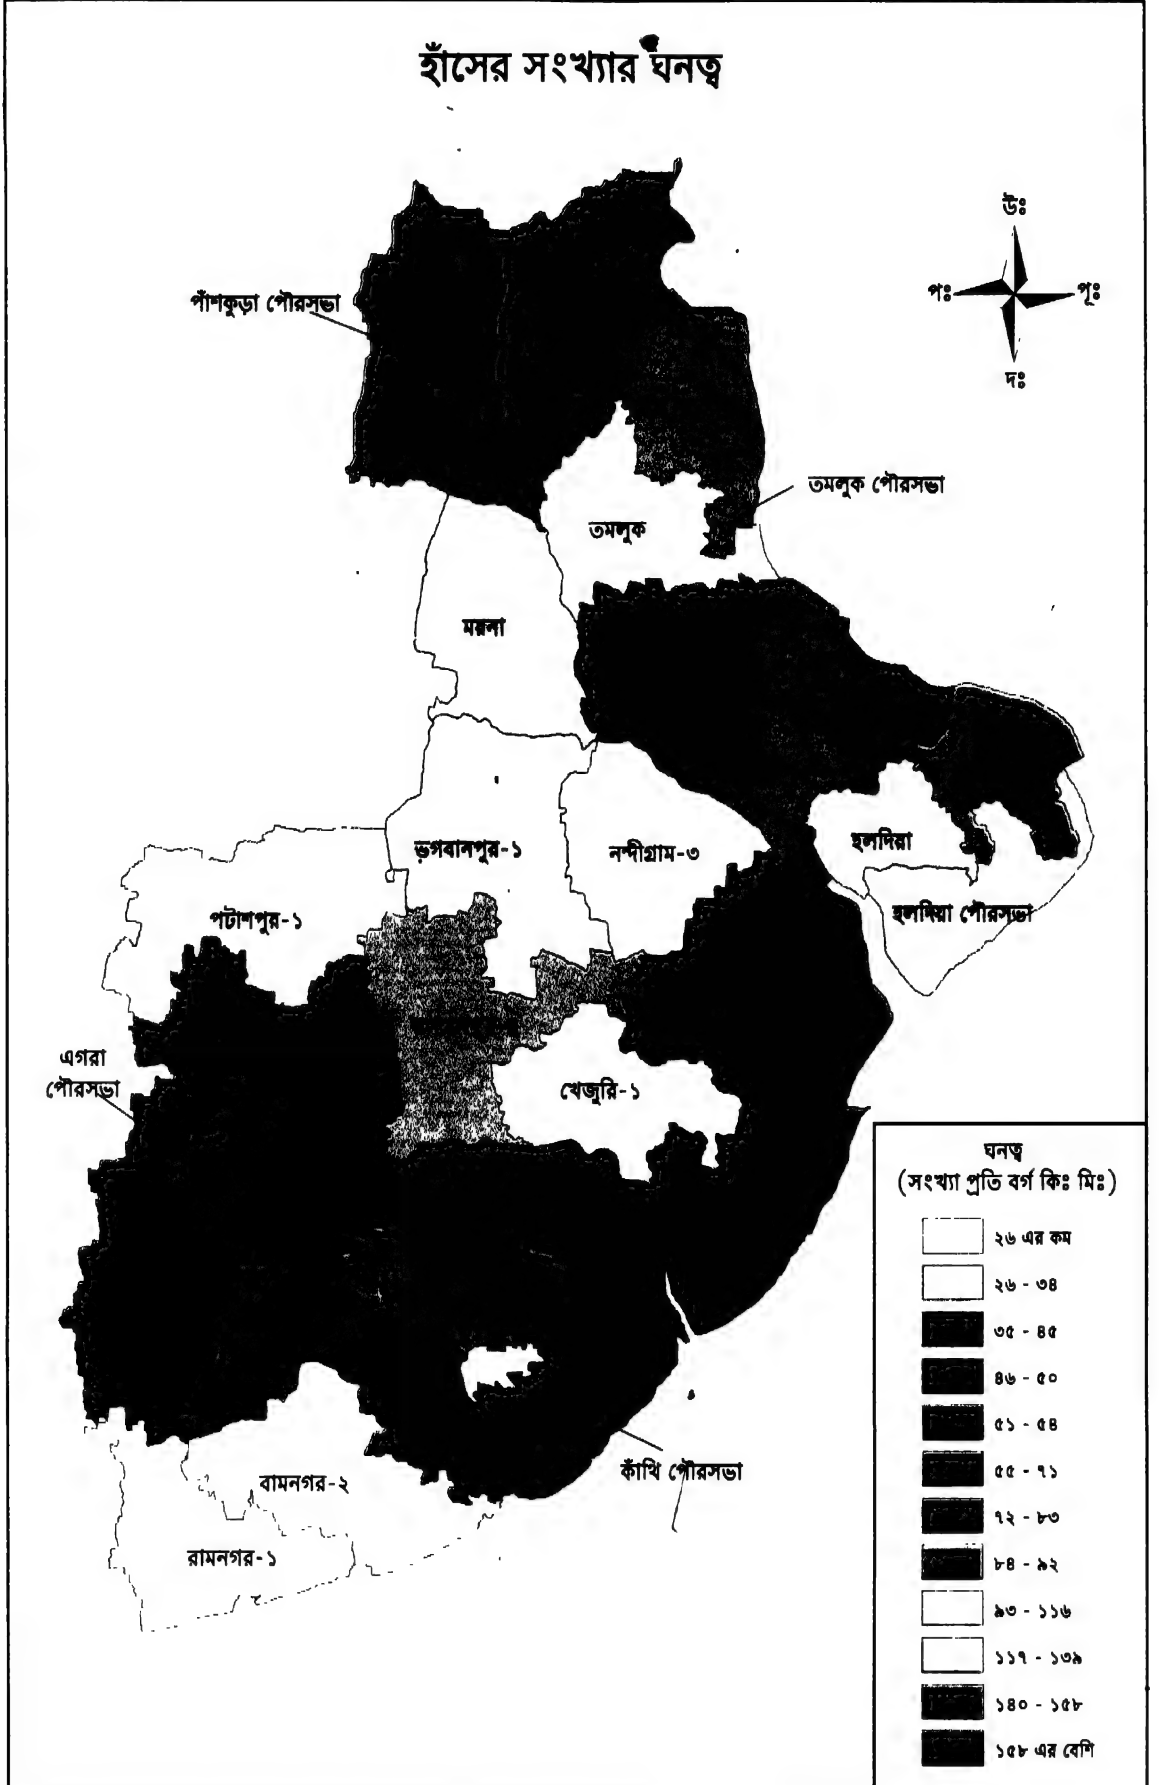 হাঁসের সংখ্যার ঘনত্ব
উঃ
পঃ
পূঃ
দঃ
পাঁশকুড়া পৌরসভা
তমলুক পৌরসভা
তমলুক
ময়না
ভগবানপুর-১
নন্দীগ্রাম-৩
হলদিয়া
হলদিয়া পৌরসভা
পটাশপুর-১
এগরা
পৌরসভা
খেজুরি-১
কাঁথি পৌরসভা
রামনগর-২
রামনগর-১
ঘনত্ব
(সংখ্যা প্রতি বর্গ কিঃ মিঃ)
২৬ এর কম
২৬ - ৩৪
৩৫ - ৪৫
৪৬ - ৫০
৫১ - ৫৪
৫৫ - ৭১
৭২ - ৮৩
৮৪ - ৯২
৯৩ - ১১৬
১১৭ - ১৩৯
১৪০ - ১৫৮
১৫৮ এর বেশি